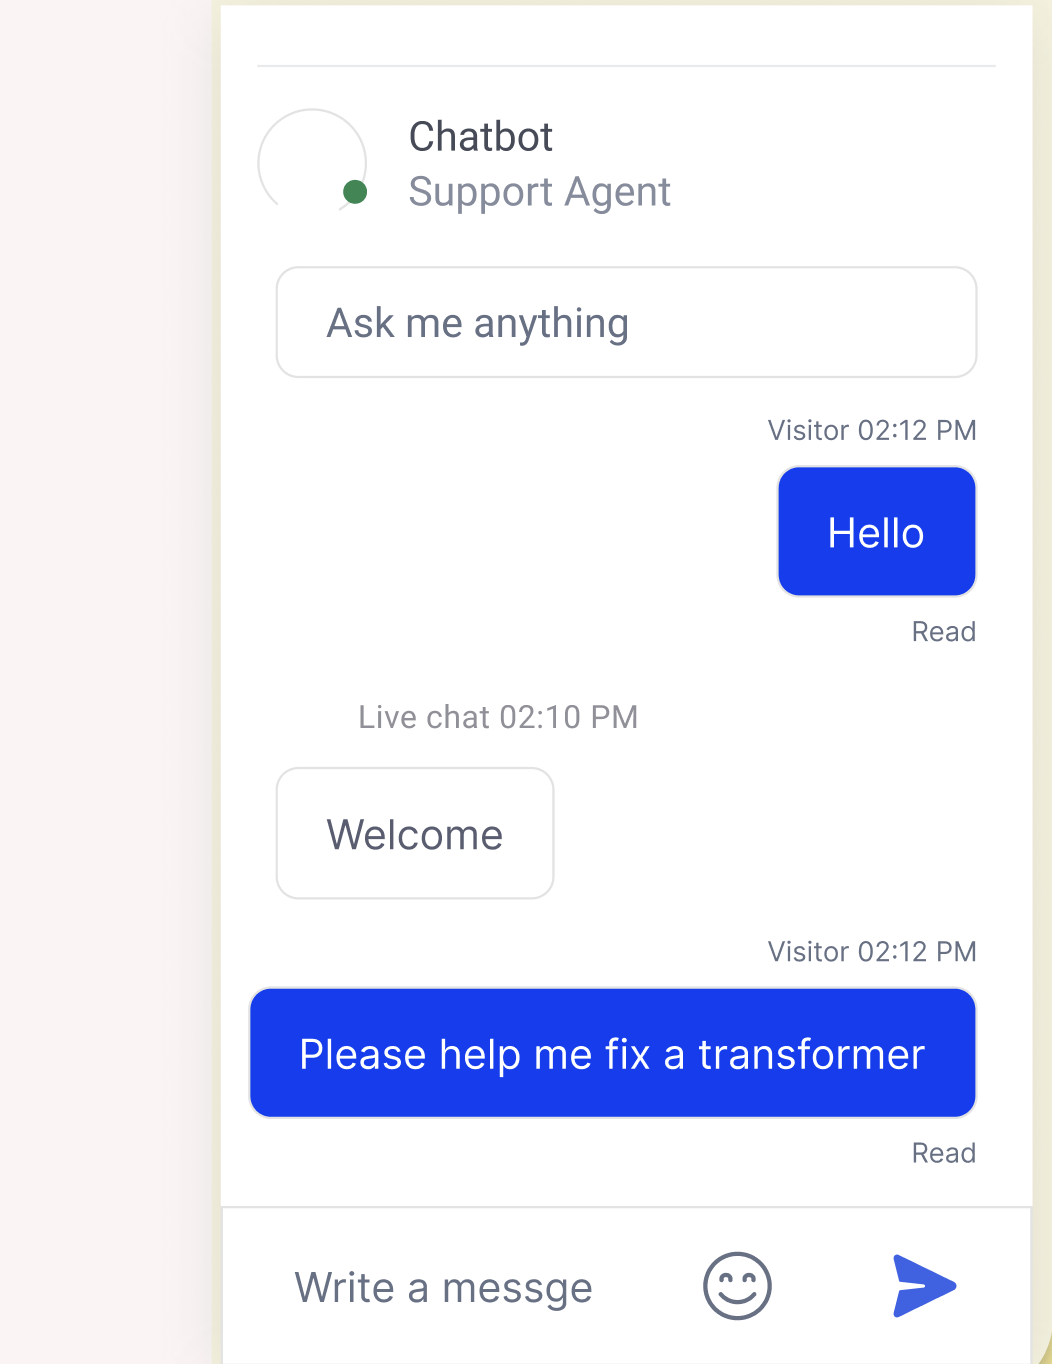 Chatbot
Support Agent
Ask me anything
Visitor 02:12 PM
Hello
Read
Live chat 02:10 PM
Welcome
Visitor 02:12 PM
Please help me fix a transformer
Read
Write a messge